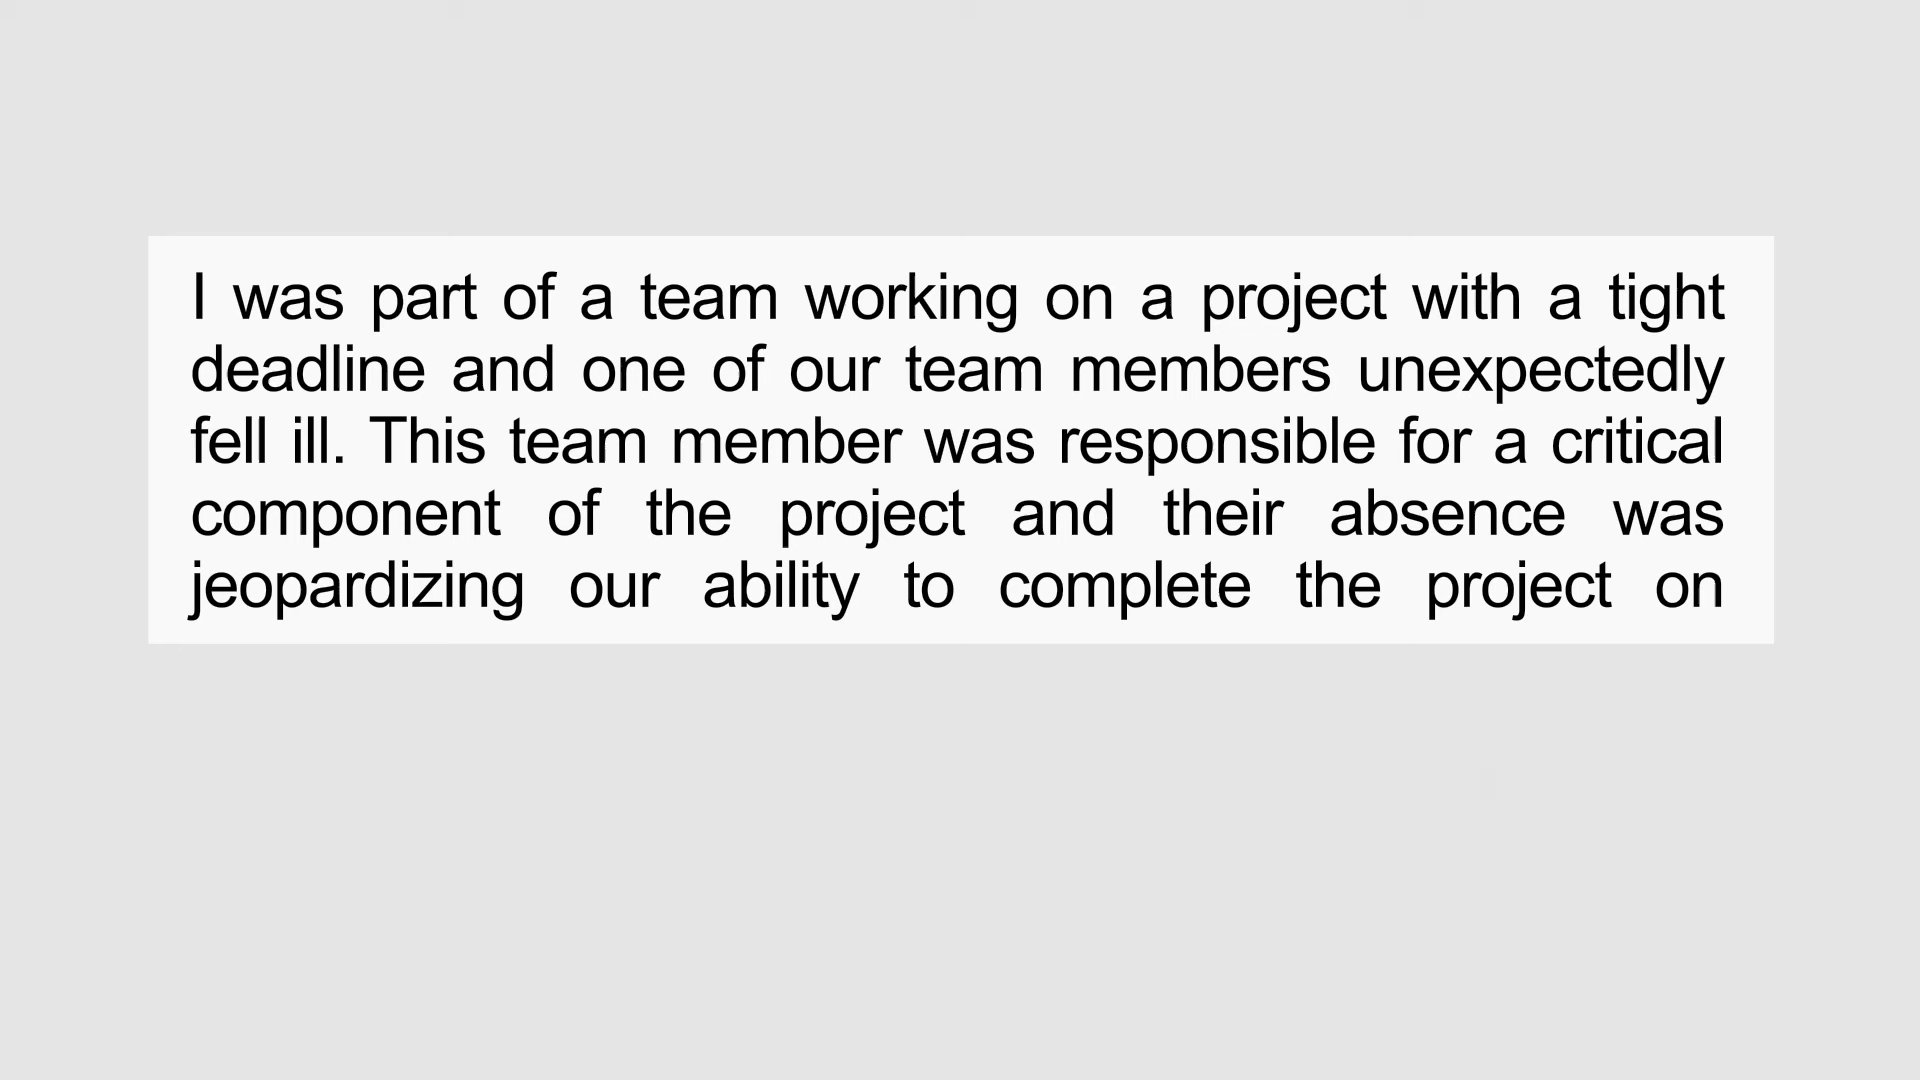 I was part of a team working on a project with a tight
deadline and one of our team members unexpectedly
fell ill. This team member was responsible for a critical
component of the project and their absence was
jeopardizing our ability to complete the project on